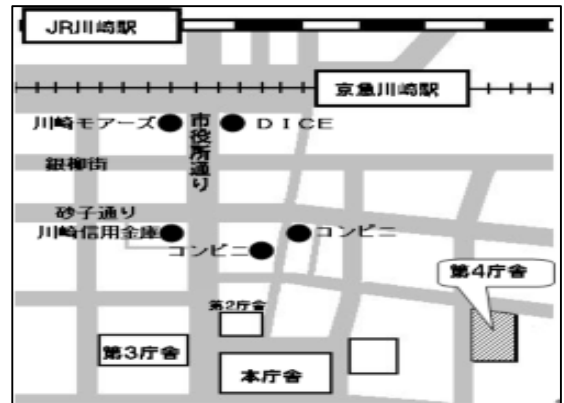 JR川崎駅
京急川崎駅
川崎モアーズ
DICE
市役所通り
銀柳街
砂子通り
川崎信用金庫
コンビニ
コンビニ
第4庁舎
第2庁舎
第3庁舎
本庁舎